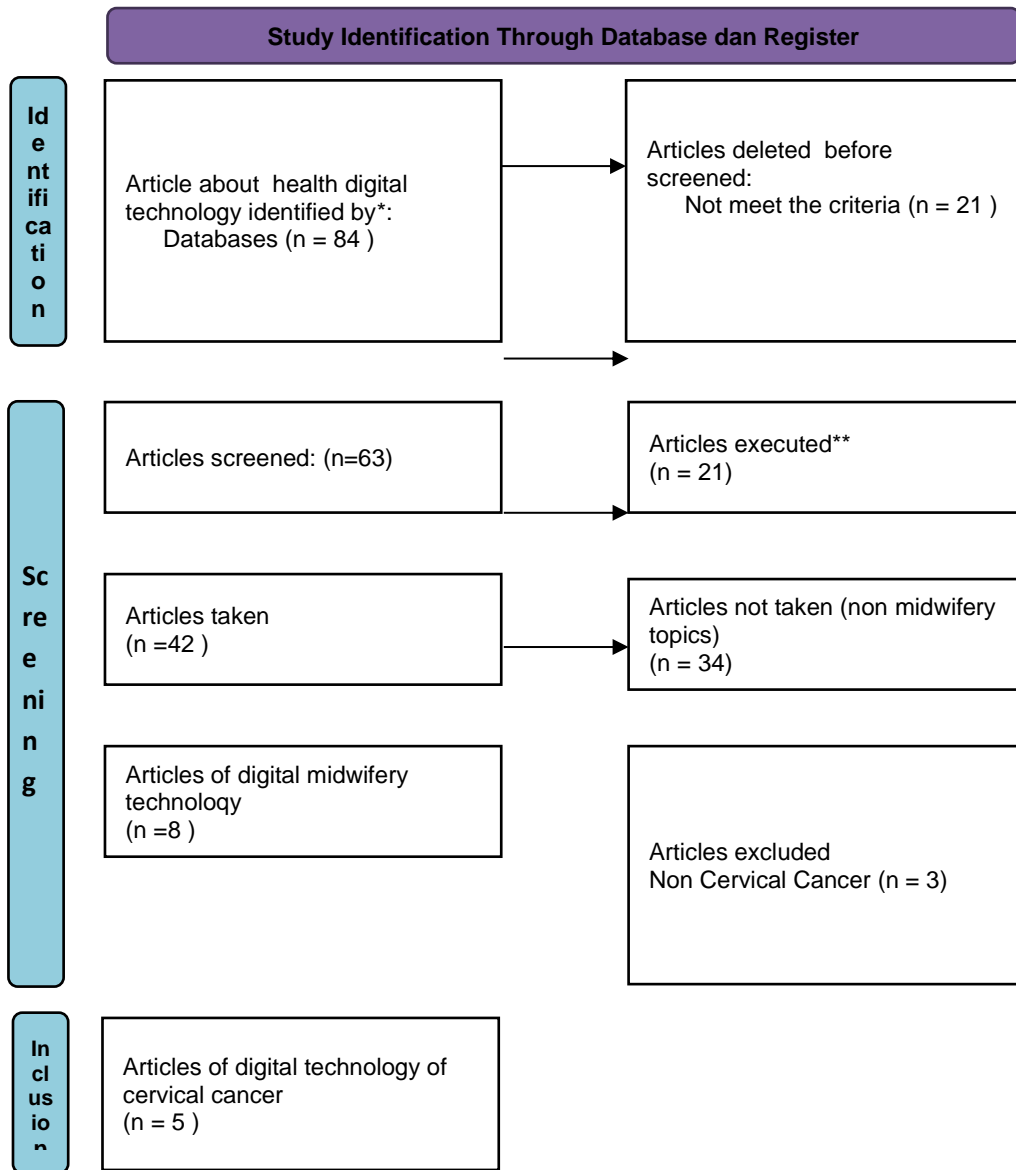 Study Identification Through Database dan Register
Id
e
nt
ific
ca
ti
o
n
Article about health digital
technology identified by*:
Databases (n = 84 )
Articles deleted before
screened:
Not meet the criteria (n = 21 )
Sc
re
e
ni
n
g
Articles screened: (n=63)
Articles executed**
(n = 21)
Articles taken
(n =42 )
Articles not taken (non midwifery
topics)
(n = 34)
Articles of digital midwifery
technoloqy
(n =8 )
Articles excluded
Non Cervical Cancer (n = 3)
In
cl
us
io
n
Articles of digital technology of
cervical cancer
(n = 5 )